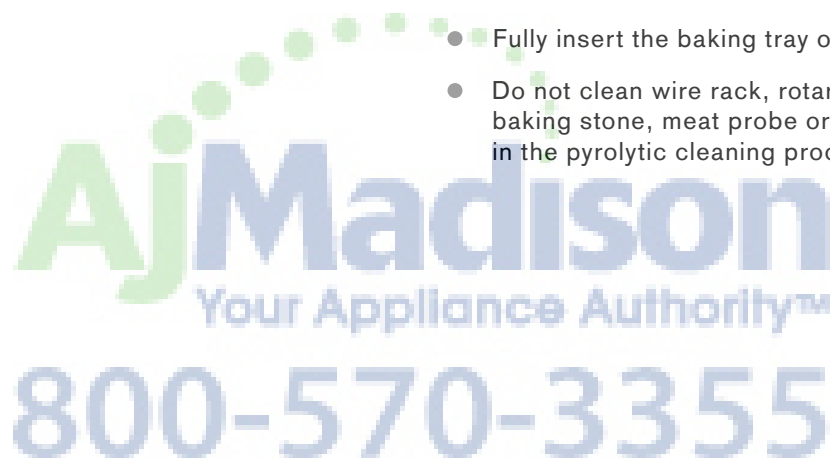 Fully insert the baking tray o
Do not clean wire rack, rotar
baking stone, meat probe or
in the pyrolytic cleaning proc
AjMadison
Your Appliance Authority™
800-570-3355